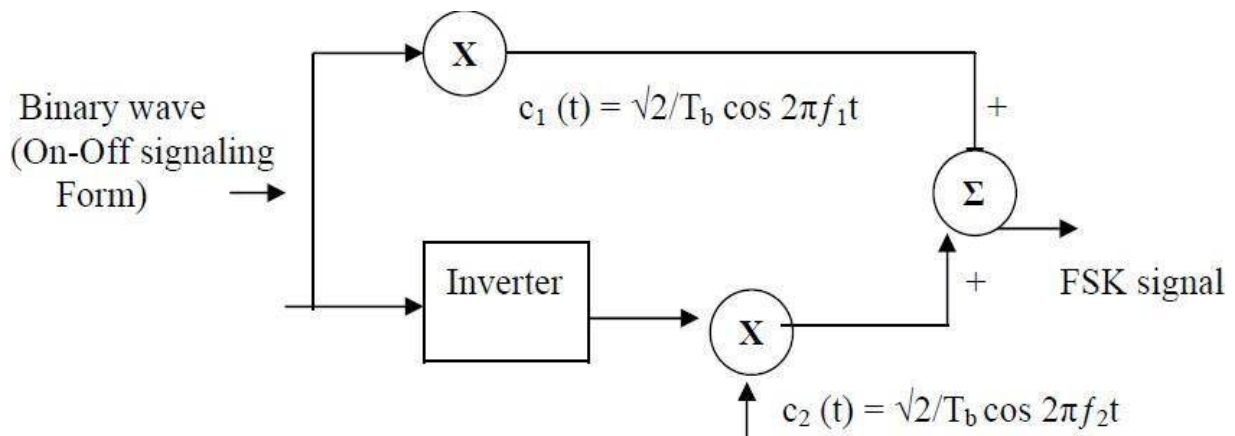 X
Binary wave
(On-Off signaling
Form)
c₁ (t) = √2/T_b cos 2πf₁t
+
Σ
Inverter
+
FSK signal
X
c₂ (t) = √2/T_b cos 2πf₂t